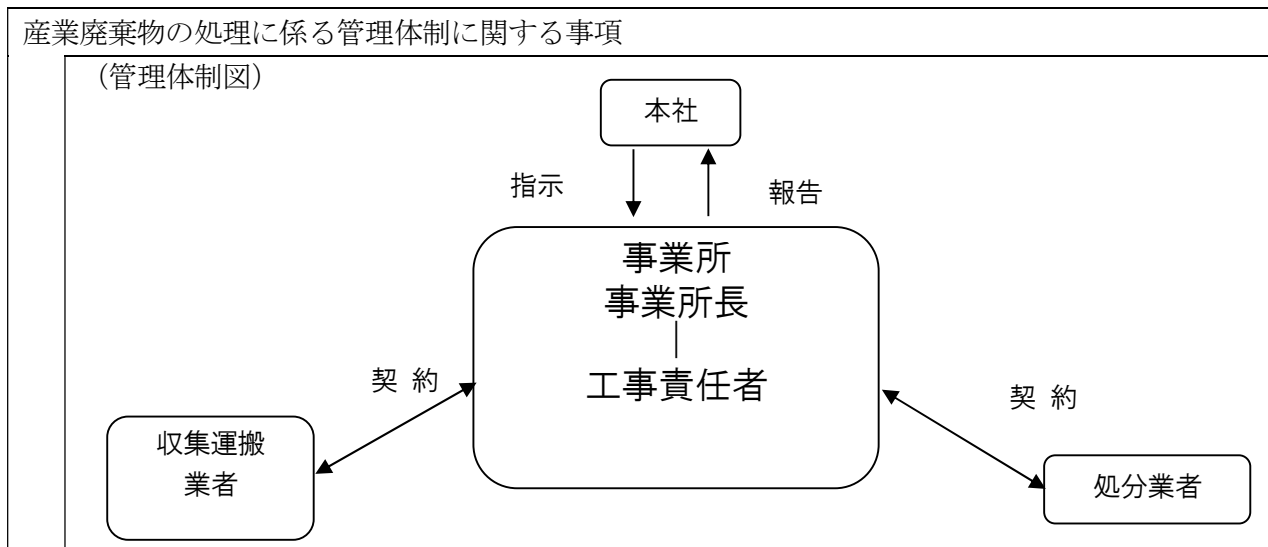 産業廃棄物の処理に係る管理体制に関する事項
（管理体制図）
本社
指示
報告
事業所
事業所長
工事責任者
契 約
契 約
収集運搬
業者
処分業者